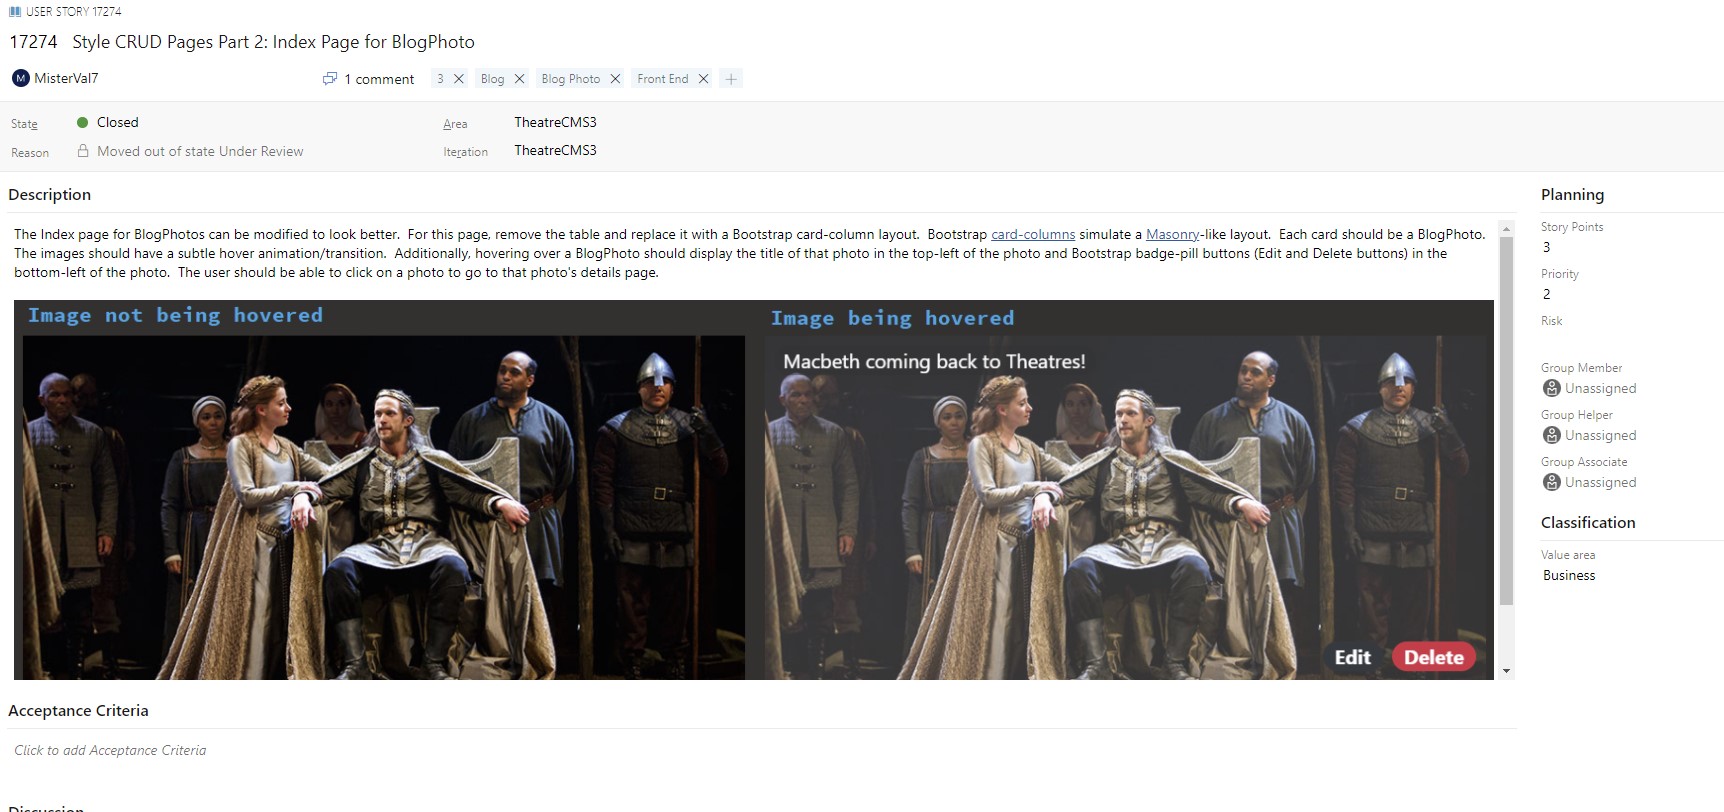 USER STORY 17274
17274 Style CRUD Pages Part 2: Index Page for BlogPhoto
M MisterVal7 1 comment 3 Blog Blog Photo Front End
State Closed Area TheatreCMS3
Reason Moved out of state Under Review Iteration TheatreCMS3
Description
The Index page for BlogPhotos can be modified to look better. For this page, remove the table and replace it with a Bootstrap card-column layout. Bootstrap card-columns simulate a Masonry-like layout. Each card should be a BlogPhoto.
The images should have a subtle hover animation/transition. Additionally, hovering over a BlogPhoto should display the title of that photo in the top-left of the photo and Bootstrap badge-pill buttons (Edit and Delete buttons) in the
bottom-left of the photo. The user should be able to click on a photo to go to that photo's details page.
Image not being hovered
Image being hovered
Macbeth coming back to Theatres!
Edit Delete
Acceptance Criteria
Click to add Acceptance Criteria
Discussion
Planning
Story Points
3
Priority
2
Risk
Group Member
Unassigned
Group Helper
Unassigned
Group Associate
Unassigned
Classification
Value area
Business